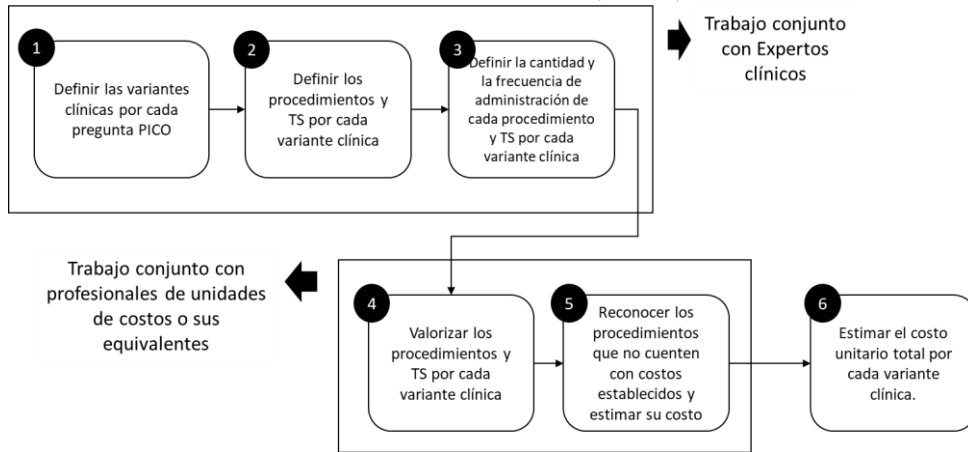 1
Definir las variantes
clínicas por cada
pregunta PICO
2
Definir los
procedimientos y
TS por cada
variante clínica
3
Definir la cantidad y
la frecuencia de
administración de
cada procedimiento
y TS por cada
variante clínica
Trabajo conjunto
con Expertos
clínicos
Trabajo conjunto con
profesionales de unidades
de costos o sus
equivalentes
4
Valorizar los
procedimientos y
TS por cada
variante clínica
5
Reconocer los
procedimientos
que no cuenten
con costos
establecidos y
estimar su costo
6
Estimar el costo
unitario total por
cada variante
clínica.